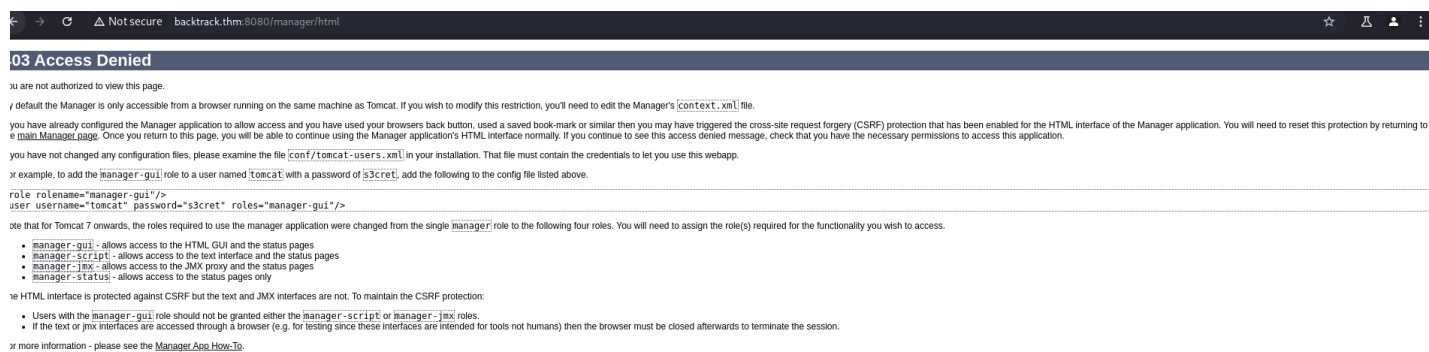 Not secure backtrack.thm:8080/manager/html
03 Access Denied
ou are not authorized to view this page.
y default the Manager is only accessible from a browser running on the same machine as Tomcat. If you wish to modify this restriction, you'll need to edit the Manager's context.xml file.
you have already configured the Manager application to allow access and you have used your browsers back button, used a saved book-mark or similar then you may have triggered the cross-site request forgery (CSRF) protection that has been enabled for the HTML interface of the Manager application. You will need to reset this protection by returning to
e main Manager page. Once you return to this page, you will be able to continue using the Manager application's HTML interface normally. If you continue to see this access denied message, check that you have the necessary permissions to access this application.
you have not changed any configuration files, please examine the file conf/tomcat-users.xml in your installation. That file must contain the credentials to let you use this webapp.
or example, to add the manager-gui role to a user named tomcat with a password of s3cret, add the following to the config file listed above.
role rolename="manager-gui"/>
user username="tomcat" password="s3cret" roles="manager-gui"/>
ote that for Tomcat 7 onwards, the roles required to use the manager application were changed from the single manager role to the following four roles. You will need to assign the role(s) required for the functionality you wish to access.
• manager-gui - allows access to the HTML GUI and the status pages
• manager-script - allows access to the text interface and the status pages
• manager-jmx - allows access to the JMX proxy and the status pages
• manager-status - allows access to the status pages only
he HTML interface is protected against CSRF but the text and JMX interfaces are not. To maintain the CSRF protection:
• Users with the manager-gui role should not be granted either the manager-script or manager-jmx roles.
• If the text or jmx interfaces are accessed through a browser (e.g. for testing since these interfaces are intended for tools not humans) then the browser must be closed afterwards to terminate the session.
or more information - please see the Manager App How-To.